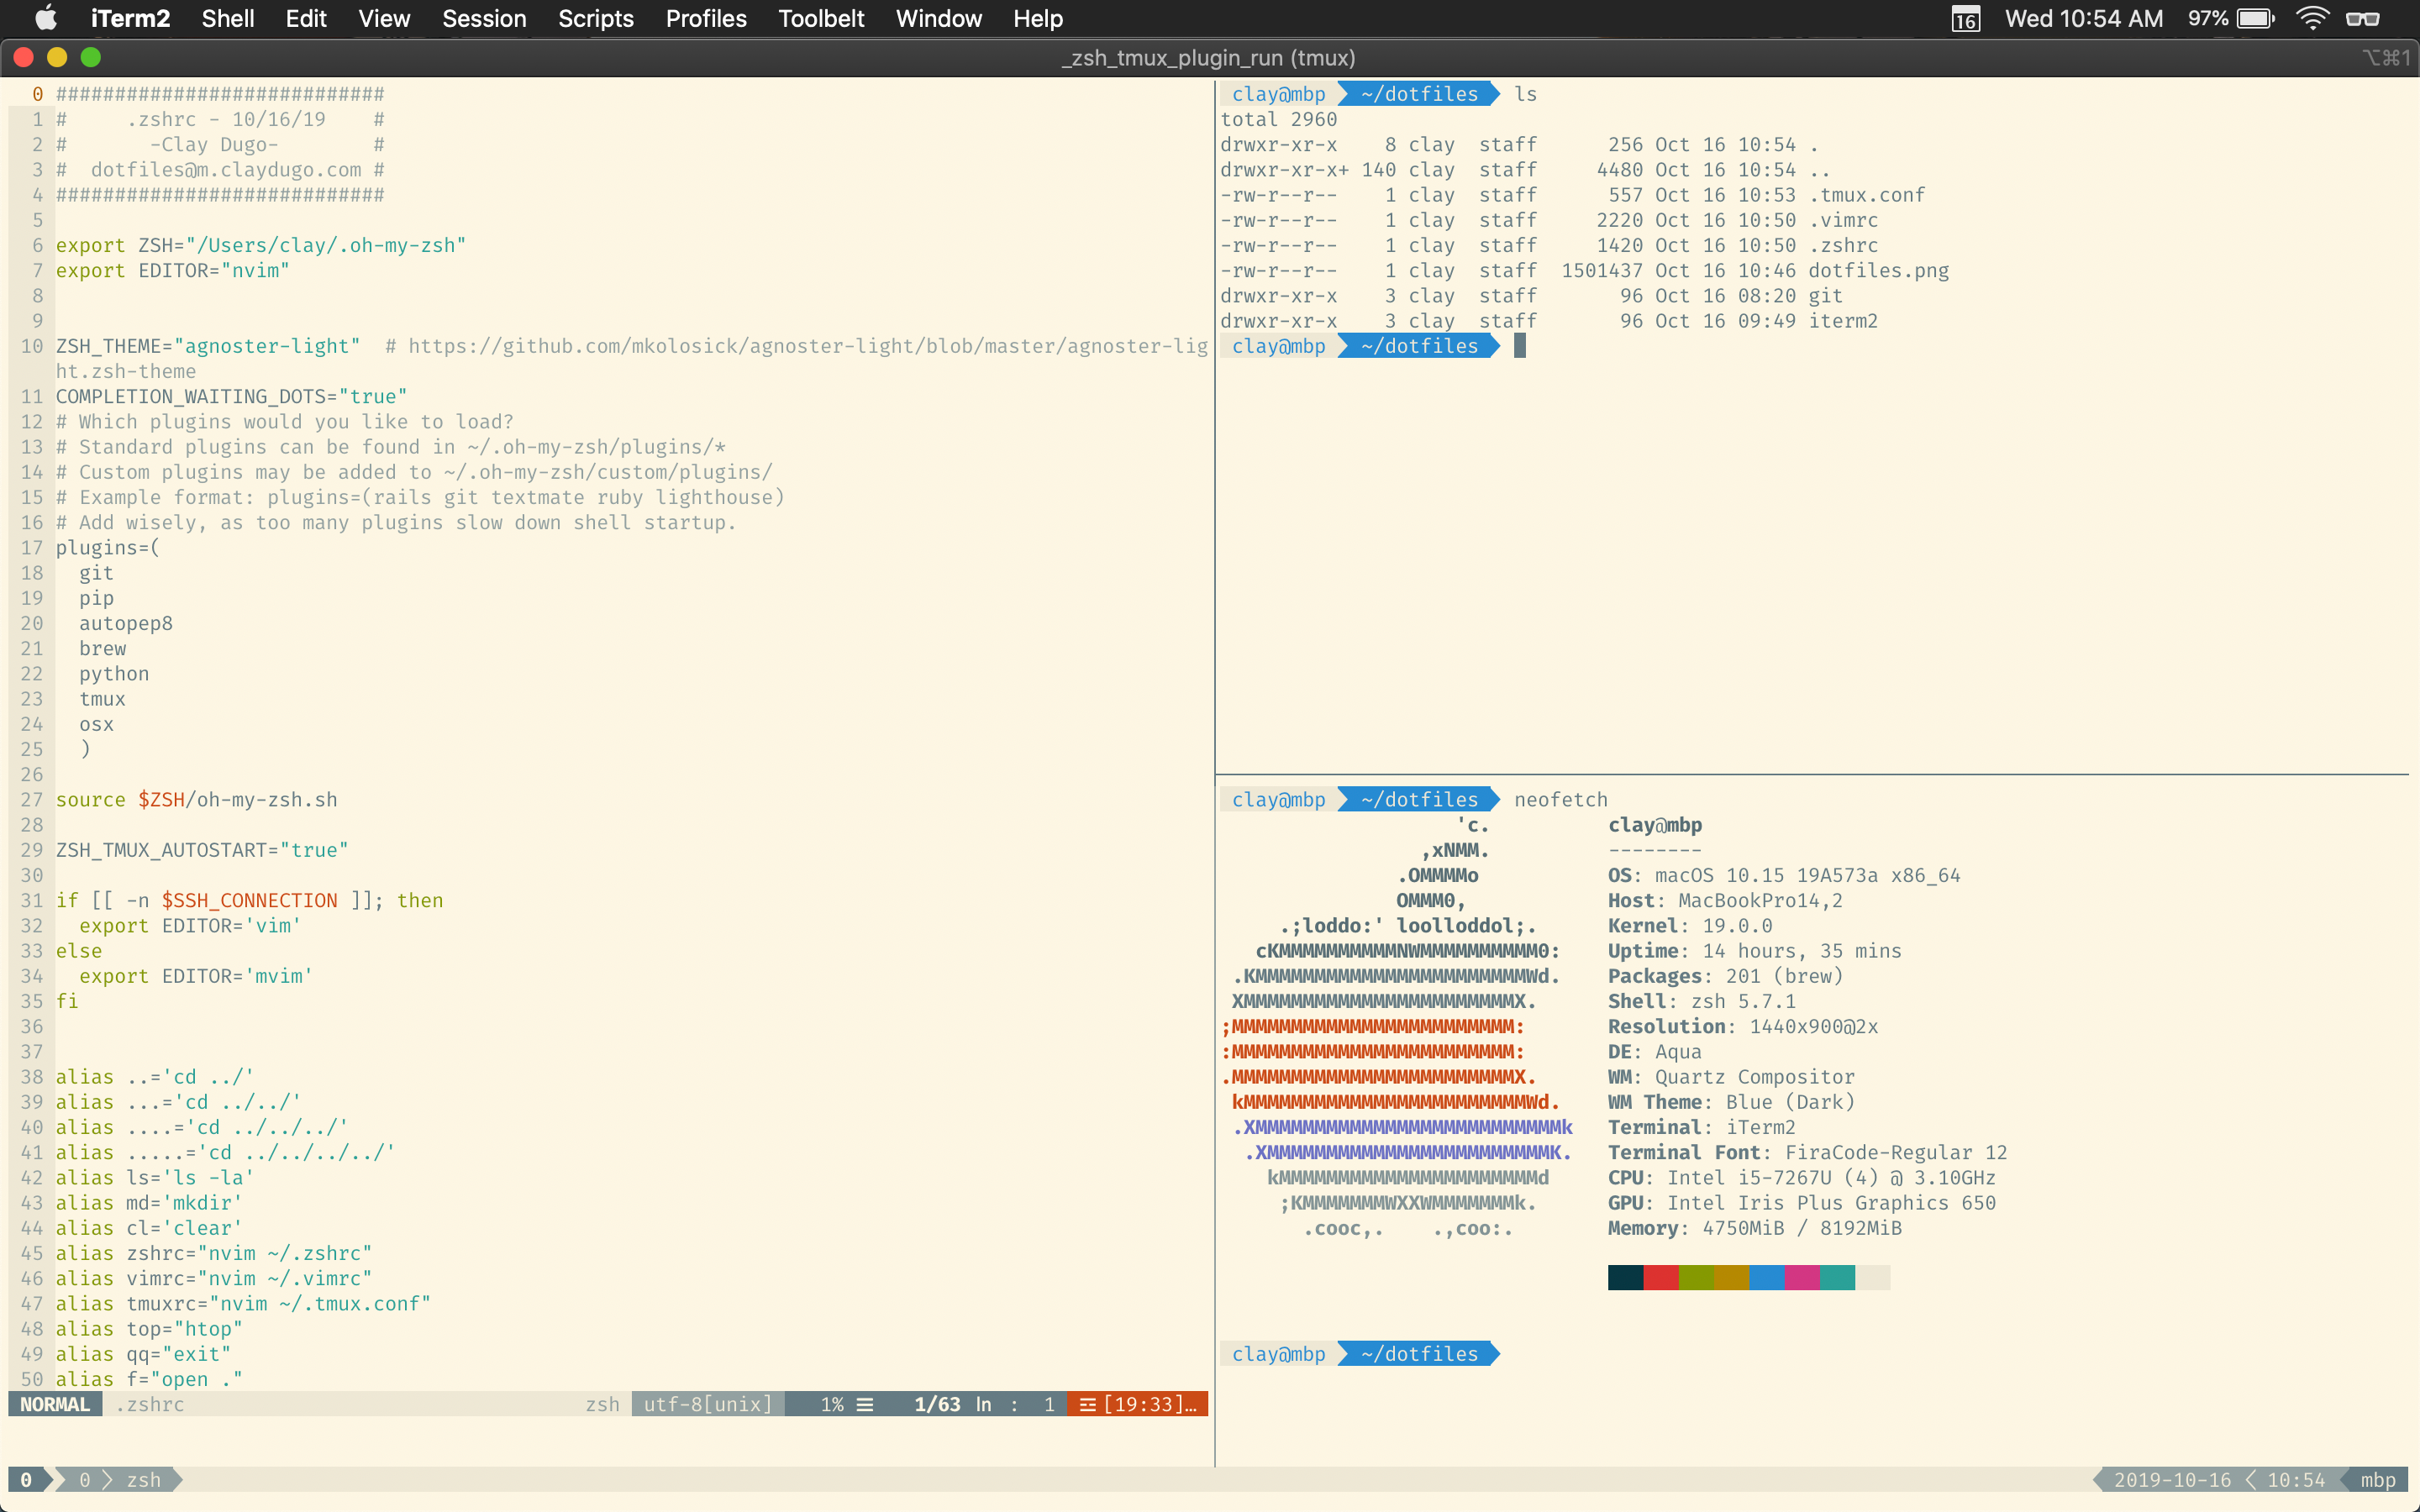 iTerm2 Shell Edit View Session Scripts Profiles Toolbelt Window Help 16 Wed 10:54 AM 97%
_zsh_tmux_plugin_run (tmux) ⌥⌘1
0 ############################
1 #     .zshrc - 10/16/19    #
2 #       -Clay Dugo-        #
3 #  dotfiles@m.claydugo.com #
4 ############################
5
6 export ZSH="/Users/clay/.oh-my-zsh"
7 export EDITOR="nvim"
8
9
10 ZSH_THEME="agnoster-light"  # https://github.com/mkolosick/agnoster-light/blob/master/agnoster-lig
ht.zsh-theme
11 COMPLETION_WAITING_DOTS="true"
12 # Which plugins would you like to load?
13 # Standard plugins can be found in ~/.oh-my-zsh/plugins/*
14 # Custom plugins may be added to ~/.oh-my-zsh/custom/plugins/
15 # Example format: plugins=(rails git textmate ruby lighthouse)
16 # Add wisely, as too many plugins slow down shell startup.
17 plugins=(
18   git
19   pip
20   autopep8
21   brew
22   python
23   tmux
24   osx
25   )
26
27 source $ZSH/oh-my-zsh.sh
28
29 ZSH_TMUX_AUTOSTART="true"
30
31 if [[ -n $SSH_CONNECTION ]]; then
32   export EDITOR='vim'
33 else
34   export EDITOR='mvim'
35 fi
36
37
38 alias ..='cd ../'
39 alias ...='cd ../../'
40 alias ....='cd ../../../'
41 alias .....='cd ../../../../'
42 alias ls='ls -la'
43 alias md='mkdir'
44 alias cl='clear'
45 alias zshrc="nvim ~/.zshrc"
46 alias vimrc="nvim ~/.vimrc"
47 alias tmuxrc="nvim ~/.tmux.conf"
48 alias top="htop"
49 alias qq="exit"
50 alias f="open ."
NORMAL .zshrc zsh utf-8[unix] 1% ☰ 1/63 ln : 1 ☲ [19:33]…
clay@mbp ~/dotfiles ls
total 2960
drwxr-xr-x    8 clay  staff      256 Oct 16 10:54 .
drwxr-xr-x+ 140 clay  staff     4480 Oct 16 10:54 ..
-rw-r--r--    1 clay  staff      557 Oct 16 10:53 .tmux.conf
-rw-r--r--    1 clay  staff     2220 Oct 16 10:50 .vimrc
-rw-r--r--    1 clay  staff     1420 Oct 16 10:50 .zshrc
-rw-r--r--    1 clay  staff  1501437 Oct 16 10:46 dotfiles.png
drwxr-xr-x    3 clay  staff       96 Oct 16 08:20 git
drwxr-xr-x    3 clay  staff       96 Oct 16 09:49 iterm2
clay@mbp ~/dotfiles
clay@mbp ~/dotfiles neofetch
                    'c.          clay@mbp
                 ,xNMM.          --------
               .OMMMMo           OS: macOS 10.15 19A573a x86_64
               OMMM0,            Host: MacBookPro14,2
     .;loddo:' loolloddol;.      Kernel: 19.0.0
   cKMMMMMMMMMMNWMMMMMMMMMM0:    Uptime: 14 hours, 35 mins
 .KMMMMMMMMMMMMMMMMMMMMMMMWd.    Packages: 201 (brew)
 XMMMMMMMMMMMMMMMMMMMMMMMX.      Shell: zsh 5.7.1
;MMMMMMMMMMMMMMMMMMMMMMMM:       Resolution: 1440x900@2x
:MMMMMMMMMMMMMMMMMMMMMMMM:       DE: Aqua
.MMMMMMMMMMMMMMMMMMMMMMMMX.      WM: Quartz Compositor
 kMMMMMMMMMMMMMMMMMMMMMMMMWd.    WM Theme: Blue (Dark)
 .XMMMMMMMMMMMMMMMMMMMMMMMMMMk   Terminal: iTerm2
  .XMMMMMMMMMMMMMMMMMMMMMMMMK.   Terminal Font: FiraCode-Regular 12
    kMMMMMMMMMMMMMMMMMMMMMMd     CPU: Intel i5-7267U (4) @ 3.10GHz
     ;KMMMMMMMWXXWMMMMMMMk.      GPU: Intel Iris Plus Graphics 650
       .cooc,.    .,coo:.        Memory: 4750MiB / 8192MiB
clay@mbp ~/dotfiles
0 0 zsh 2019-10-16 10:54 mbp